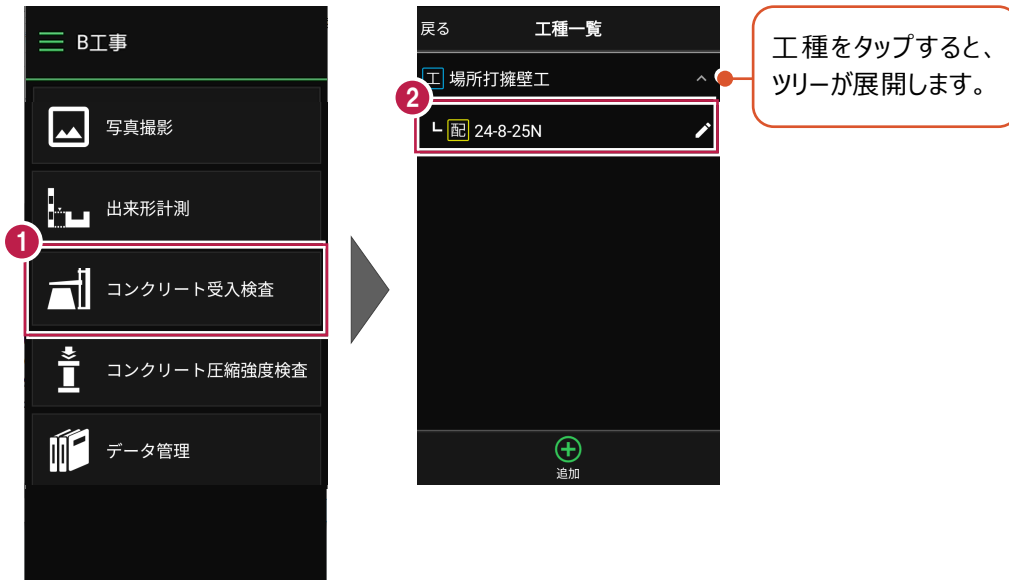 B工事
写真撮影
出来形計測
1
コンクリート受入検査
コンクリート圧縮強度検査
データ管理
戻る 工種一覧
工 場所打擁壁工
2
配 24-8-25N
追加
工種をタップすると、
ツリーが展開します。